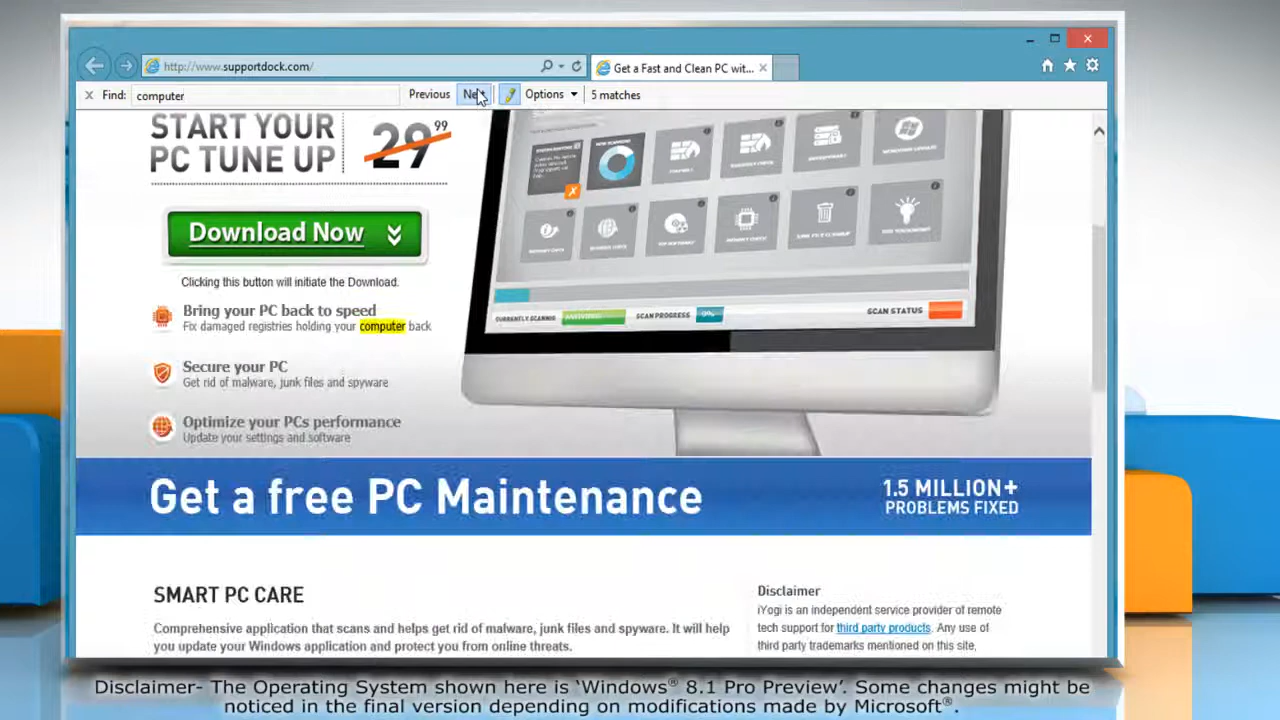 http://www.supportdock.com/
Get a Fast and Clean PC wit...
Find: computer Previous Options 5 matches
START YOUR
PC TUNE UP
29 99
Download Now
Clicking this button will initiate the Download.
Bring your PC back to speed
Fix damaged registries holding your computer back
Secure your PC
Get rid of malware, junk files and spyware
Optimize your PCs performance
Update your settings and software
CURRENTLY SCANNING
SCAN PROGRESS 9%
SCAN STATUS
Get a free PC Maintenance
1.5 MILLION+
PROBLEMS FIXED
SMART PC CARE
Comprehensive application that scans and helps get rid of malware, junk files and spyware. It will help
you update your Windows application and protect you from online threats.
Disclaimer
iYogi is an independent service provider of remote
tech support for third party products. Any use of
third party trademarks mentioned on this site,
Disclaimer- The Operating System shown here is ‘Windows® 8.1 Pro Preview’. Some changes might be
noticed in the final version depending on modifications made by Microsoft®.